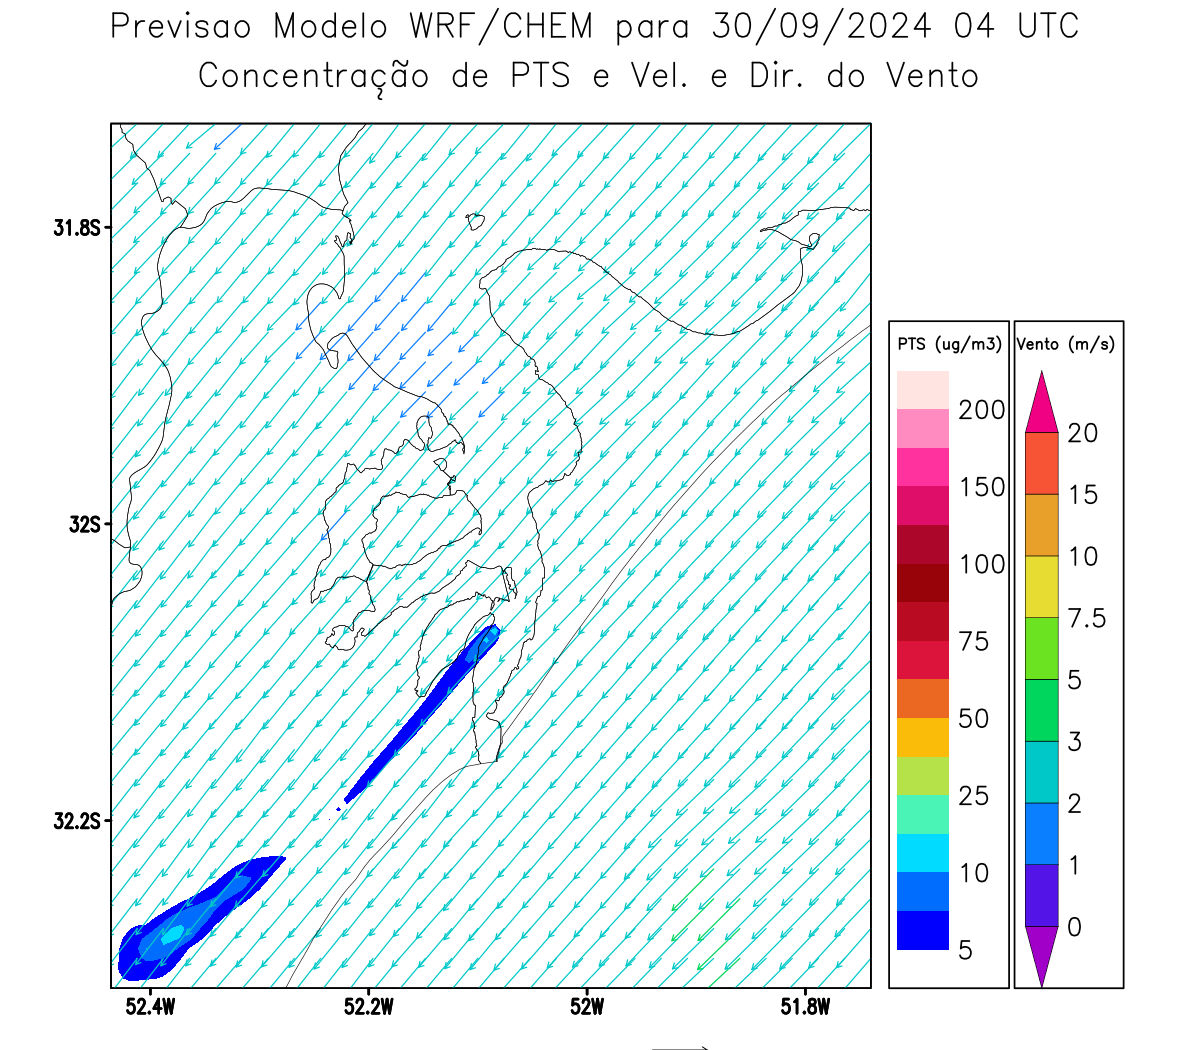 Previsao Modelo WRF/CHEM para 30/09/2024 04 UTC
Concentração de PTS e Vel. e Dir. do Vento
31.8S
32S
32.2S
52.4W
52.2W
52W
51.8W
PTS (ug/m3)
200
150
100
75
50
25
10
5
Vento (m/s)
20
15
10
7.5
5
3
2
1
0